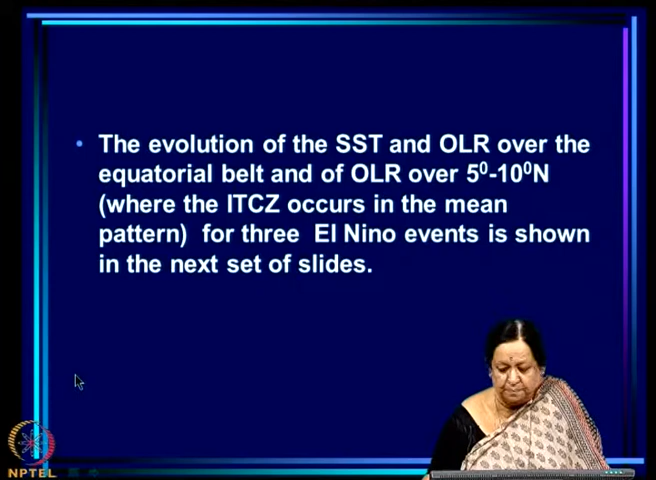 • The evolution of the SST and OLR over the
equatorial belt and of OLR over 5⁰-10⁰N
(where the ITCZ occurs in the mean
pattern) for three El Nino events is shown
in the next set of slides.
NPTEL